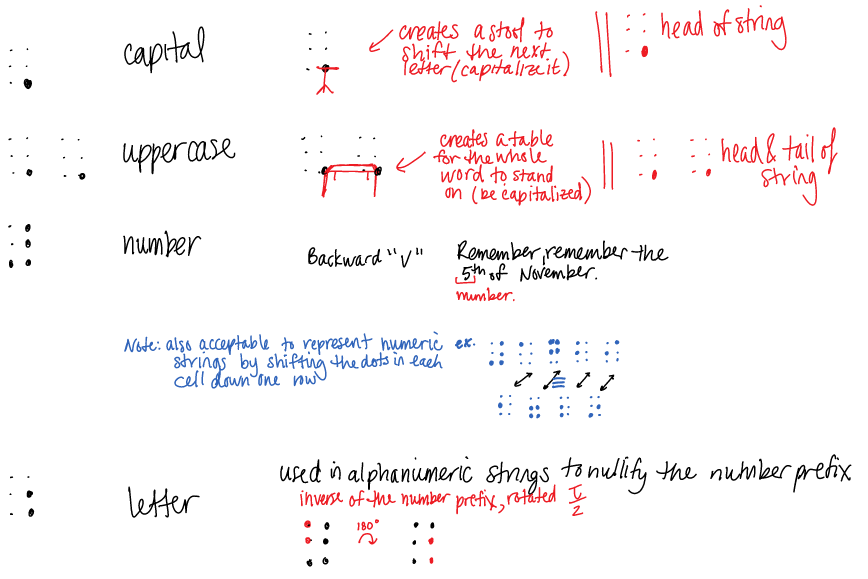 capital
creates a stool to
shift the next
letter (capitalize it)
head of string
uppercase
creates a table
for the whole
word to stand
on (be capitalized)
head & tail of
string
number
Backward "V"
Remember, remember the
5th of November.
number.
Note: also acceptable to represent numeric
strings by shifting the dots in each
cell down one row
ex.
letter
used in alphanumeric strings to nullify the number prefix
inverse of the number prefix, rotated π/2
180°